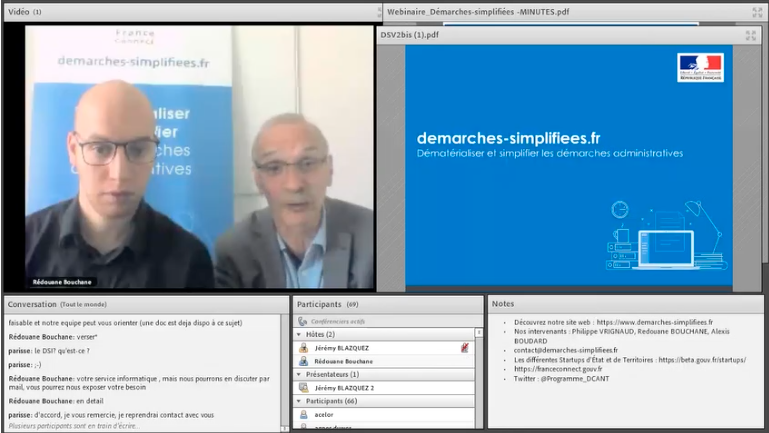 Vidéo (1)
France
CONNECT
demarches-simplifiees.fr
aliser
ier
ches
atives
Rédouane Bouchane
Webinaire_Démarches-simplifiées -MINUTES.pdf
DSV2bis (1).pdf
RÉPUBLIQUE FRANÇAISE
demarches-simplifiees.fr
Dématérialiser et simplifier les démarches administratives
Conversation (Tout le monde)
faisable et notre equipe peut vous orienter (une doc est deja dispo à ce sujet)
Rédouane Bouchane: verser*
parisse: le DSI? qu'est-ce ?
parisse: ;-)
Rédouane Bouchane: votre service informatique , mais nous pourrons en discuter par
mail, vous pourrez nous exposer votre besoin
Rédouane Bouchane: en detail
parisse: d'accord, je vous remercie, je reprendrai contact avec vous
Plusieurs participants sont en train d'écrire...
Participants (69)
Conférenciers actifs
Hôtes (2)
Jérémy BLAZQUEZ
Rédouane Bouchane
Présentateurs (1)
Jérémy BLAZQUEZ 2
Participants (66)
acelor
Notes
• Découvrez notre site web : https://www.demarches-simplifiees.fr
• Nos intervenants : Philippe VRIGNAUD, Redouane BOUCHANE, Alexis
BOUDARD
• contact@demarches-simplifiees.fr
• Les différentes Startups d'État et de Territoires : https://beta.gouv.fr/startups/
• https://franceconnect.gouv.fr
• Twitter : @Programme_DCANT